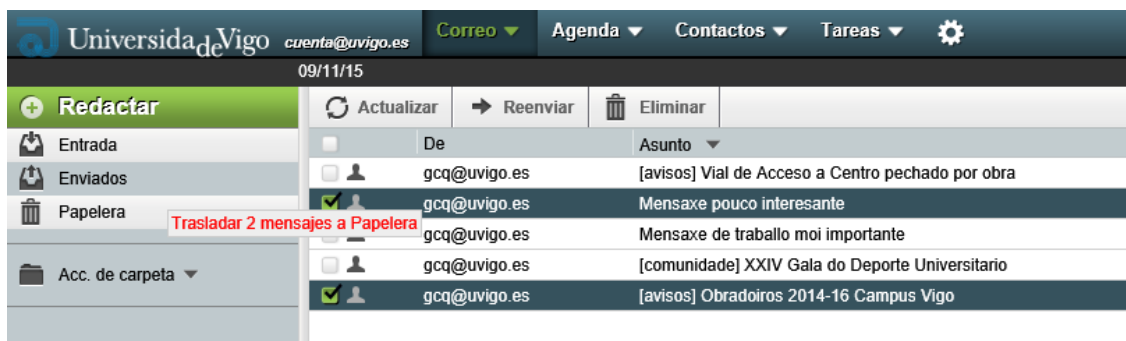 UniversidadeVigo cuenta@uvigo.es Correo Agenda Contactos Tareas
09/11/15
Redactar
Actualizar Reenviar Eliminar
Entrada
Enviados
Papelera
Acc. de carpeta
De Asunto
gcq@uvigo.es [avisos] Vial de Acceso a Centro pechado por obra
gcq@uvigo.es Mensaxe pouco interesante
Trasladar 2 mensajes a Papelera
gcq@uvigo.es Mensaxe de traballo moi importante
gcq@uvigo.es [comunidade] XXIV Gala do Deporte Universitario
gcq@uvigo.es [avisos] Obradoiros 2014-16 Campus Vigo